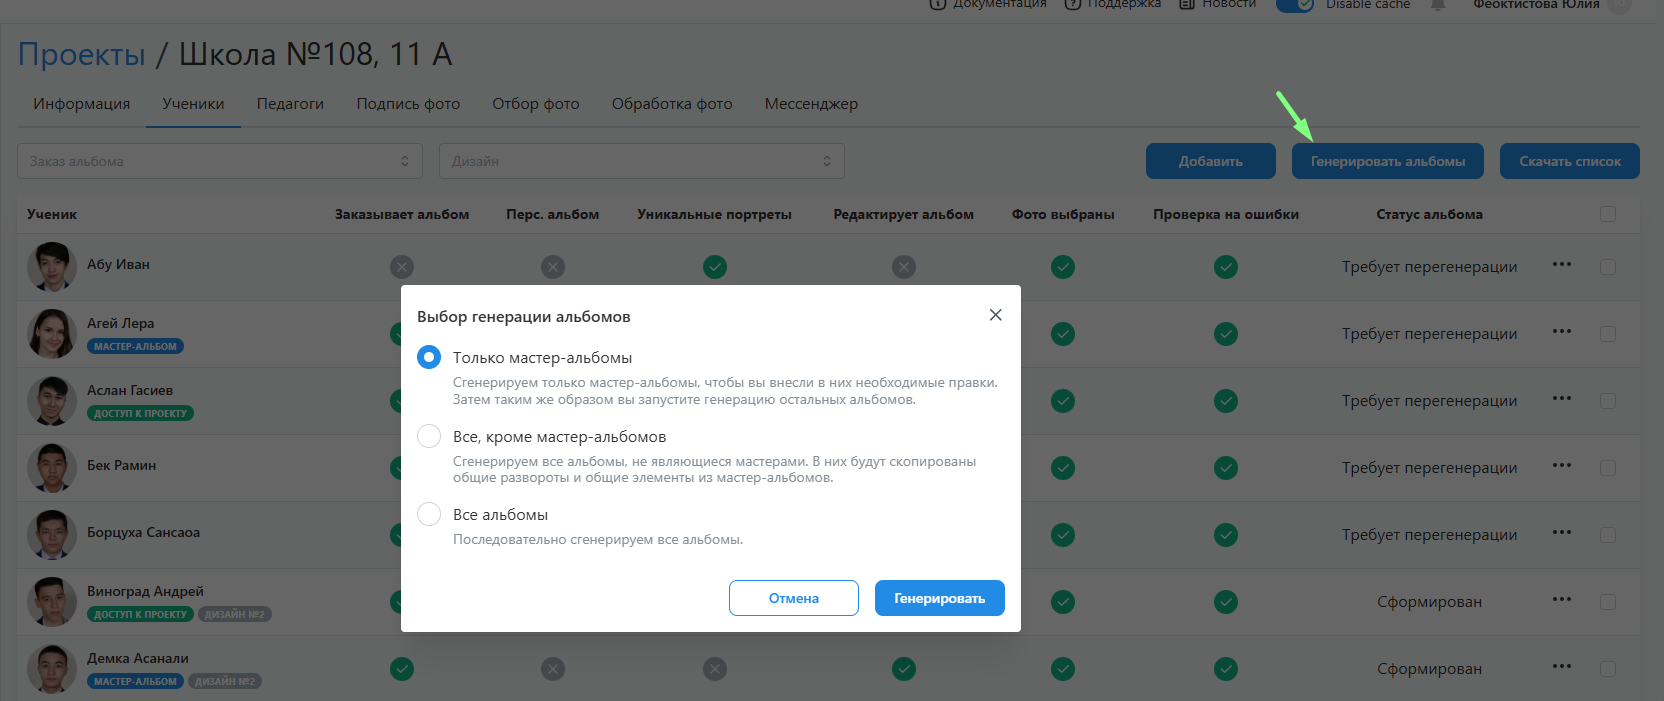 Документация Поддержка Новости Disable cache Феоктистова Юлия
Проекты / Школа №108, 11 А
Информация Ученики Педагоги Подпись фото Отбор фото Обработка фото Мессенджер
Заказ альбома Дизайн Добавить Генерировать альбомы Скачать список
Ученик Заказывает альбом Перс. альбом Уникальные портреты Редактирует альбом Фото выбраны Проверка на ошибки Статус альбома
Абу Иван Требует перегенерации
Агей Лера
МАСТЕР-АЛЬБОМ
Требует перегенерации
Аслан Гасиев
ДОСТУП К ПРОЕКТУ
Требует перегенерации
Бек Рамин Требует перегенерации
Борцуха Сансаоа Требует перегенерации
Виноград Андрей
ДОСТУП К ПРОЕКТУ ДИЗАЙН №2
Сформирован
Демка Асанали
МАСТЕР-АЛЬБОМ ДИЗАЙН №2
Сформирован
Выбор генерации альбомов
Только мастер-альбомы
Сгенерируем только мастер-альбомы, чтобы вы внесли в них необходимые правки.
Затем таким же образом вы запустите генерацию остальных альбомов.
Все, кроме мастер-альбомов
Сгенерируем все альбомы, не являющиеся мастерами. В них будут скопированы
общие развороты и общие элементы из мастер-альбомов.
Все альбомы
Последовательно сгенерируем все альбомы.
Отмена Генерировать